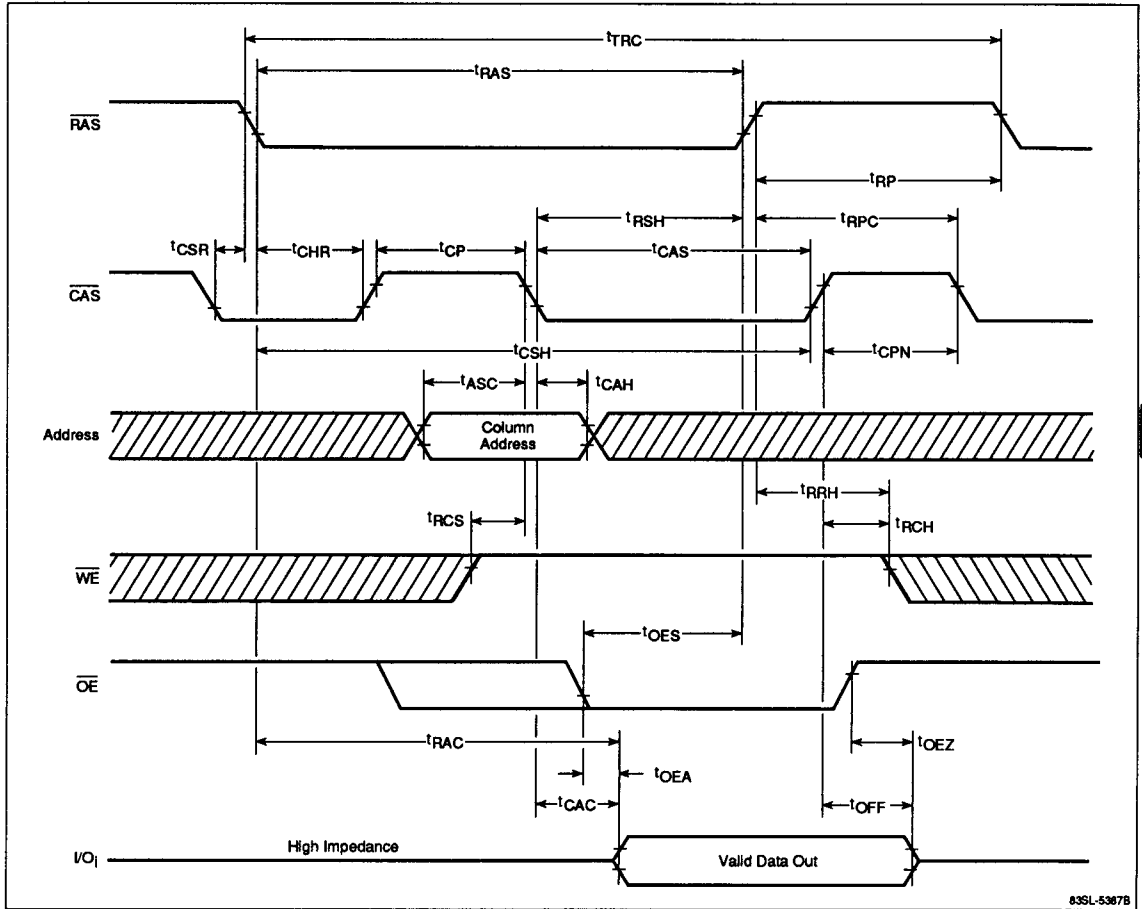 tTRC
tRAS
RAS
tRP
tRSH
tRPC
tCSR
tCHR
tCP
tCAS
CAS
tCSH
tCPN
tASC
tCAH
Address
Column
Address
tRRH
tRCS
tRCH
WE
tOES
OE
tRAC
tOEZ
tOEA
tCAC
tOFF
High Impedance
I/Oi
Valid Data Out
83SL-5387B